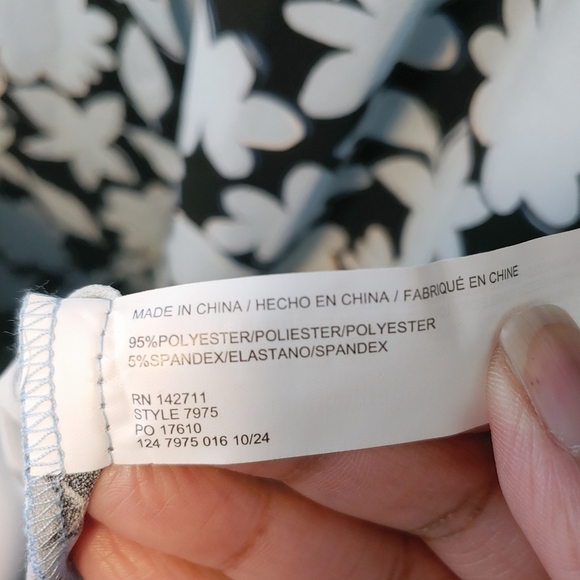 MADE IN CHINA / HECHO EN CHINA / FABRIQUÉ EN CHINE
95%POLYESTER/POLIESTER/POLYESTER
5%SPANDEX/ELASTANO/SPANDEX
RN 142711
STYLE 7975
PO 17610
124 7975 016 10/24